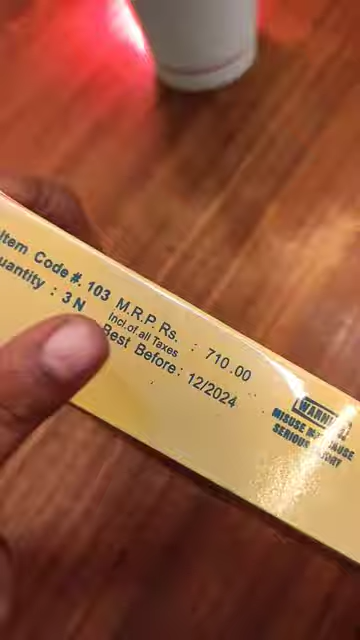 Item Code #. 103
Quantity : 3 N
M.R.P. Rs. : 710.00
Incl.of.all Taxes
Best Before : 12/2024
WARNING
MISUSE MAY CAUSE
SERIOUS INJURY